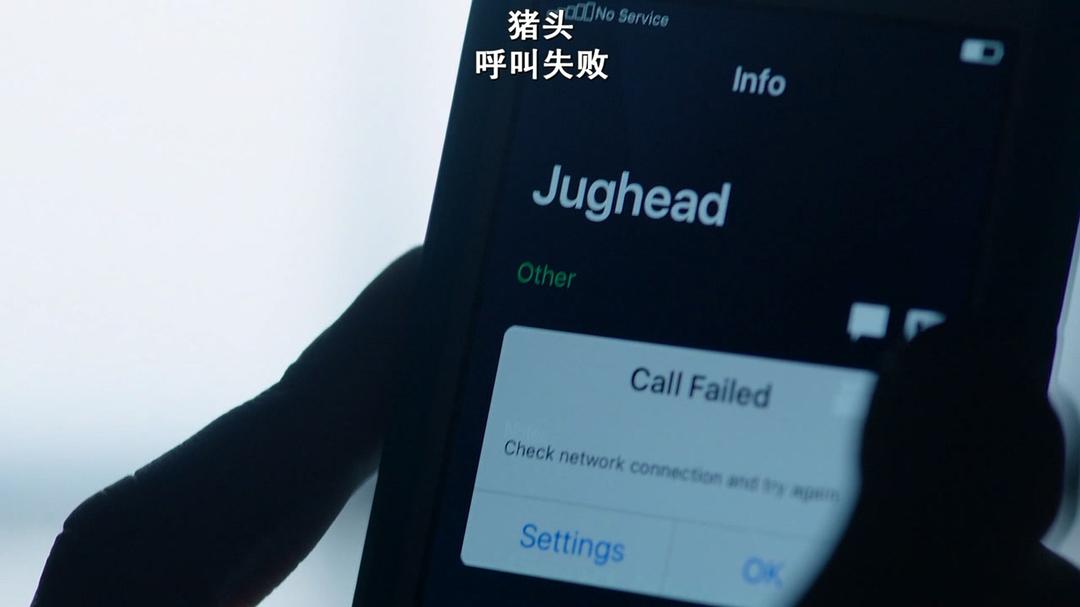 猪头
呼叫失败
No Service
Info
Jughead
Other
Call Failed
Check network connection and try again.
Settings
OK